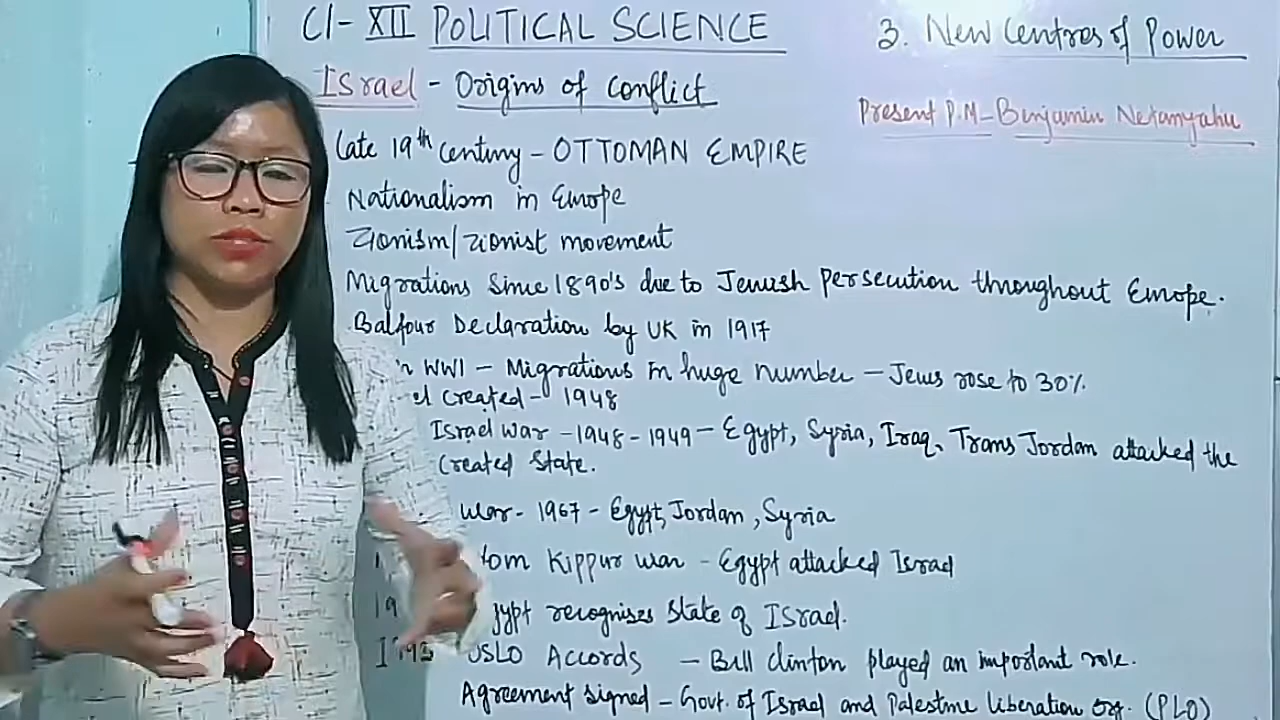 Cl- XII POLITICAL SCIENCE
3. New Centres of Power
Israel - Origins of Conflict
Present P.M- Benjamin Netanyahu
Late 19th century - OTTOMAN EMPIRE
Nationalism in Europe
Zionism/zionist movement
Migrations since 1890's due to Jewish persecution throughout Europe.
Balfour Declaration by UK in 1917
WWI - Migrations in huge number - Jews rose to 30%
created - 1948
Israel war - 1948-1949 - Egypt, Syria, Iraq, Trans Jordan attacked the
created state.
war - 1967 - Egypt, Jordan, Syria
Kippur war - Egypt attacked Israel
recognises state of ISrael.
OSLO Accords - Bill Clinton played an important role.
Agreement signed - Govt. of Israel and Palestine Liberation Org. (PLO)